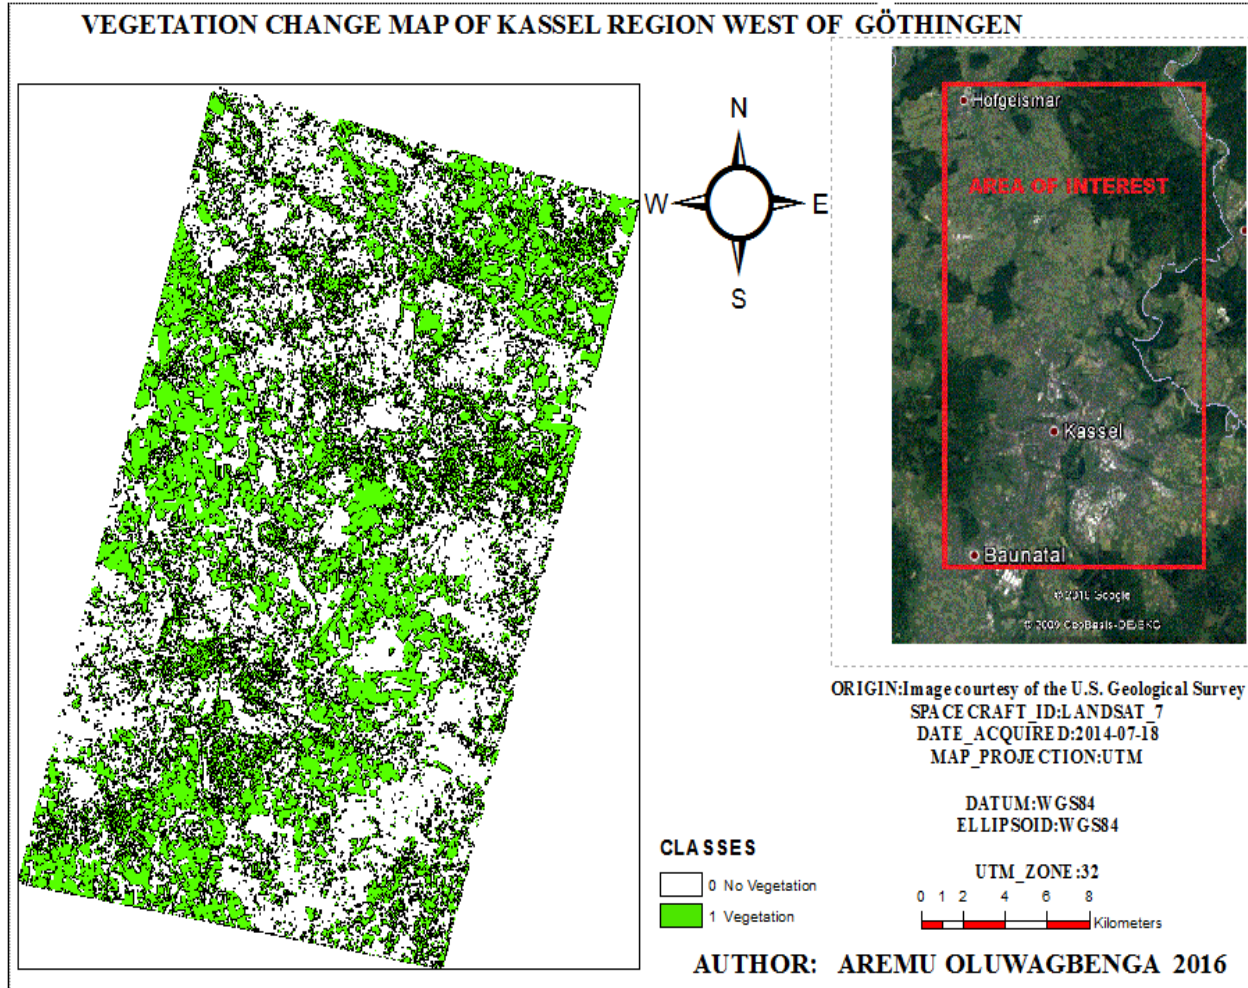 VEGETATION CHANGE MAP OF KASSEL REGION WEST OF GÖTHINGEN
N
W
E
S
Hofgeismar
AREA OF INTEREST
Kassel
Baunatal
© 2016 Google
© 2009 GeoBasis-DE/BKG
ORIGIN:Image courtesy of the U.S. Geological Survey
SPACECRAFT_ID:LANDSAT_7
DATE_ACQUIRED:2014-07-18
MAP_PROJECTION:UTM
DATUM:WGS84
ELLIPSOID:WGS84
UTM_ZONE:32
0 1 2 4 6 8
Kilometers
CLASSES
0 No Vegetation
1 Vegetation
AUTHOR: AREMU OLUWAGBENGA 2016